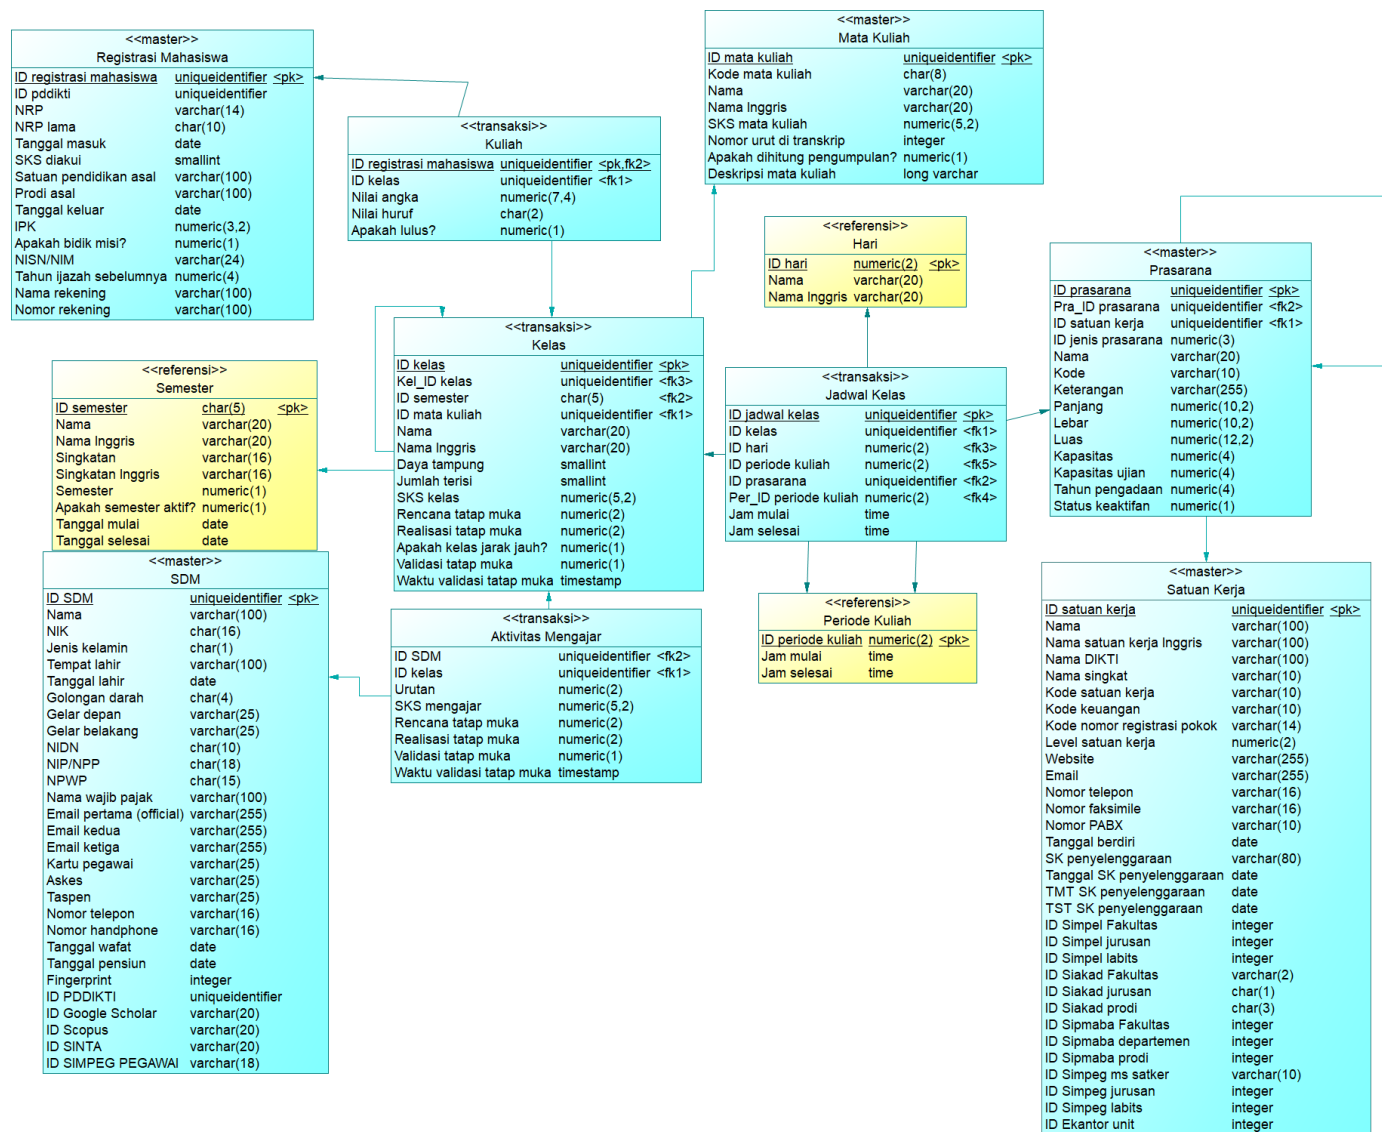 <<master>>
Registrasi Mahasiswa
ID registrasi mahasiswa uniqueidentifier <pk>
ID pddikti uniqueidentifier
NRP varchar(14)
NRP lama char(10)
Tanggal masuk date
SKS diakui smallint
Satuan pendidikan asal varchar(100)
Prodi asal varchar(100)
Tanggal keluar date
IPK numeric(3,2)
Apakah bidik misi? numeric(1)
NISN/NIM varchar(24)
Tahun ijazah sebelumnya numeric(4)
Nama rekening varchar(100)
Nomor rekening varchar(100)
<<transaksi>>
Kuliah
ID registrasi mahasiswa uniqueidentifier <pk,fk2>
ID kelas uniqueidentifier <fk1>
Nilai angka numeric(7,4)
Nilai huruf char(2)
Apakah lulus? numeric(1)
<<master>>
Mata Kuliah
ID mata kuliah uniqueidentifier <pk>
Kode mata kuliah char(8)
Nama varchar(20)
Nama Inggris varchar(20)
SKS mata kuliah numeric(5,2)
Nomor urut di transkrip integer
Apakah dihitung pengumpulan? numeric(1)
Deskripsi mata kuliah long varchar
<<referensi>>
Hari
ID hari numeric(2) <pk>
Nama varchar(20)
Nama Inggris varchar(20)
<<master>>
Prasarana
ID prasarana uniqueidentifier <pk>
Pra_ID prasarana uniqueidentifier <fk2>
ID satuan kerja uniqueidentifier <fk1>
ID jenis prasarana numeric(3)
Nama varchar(20)
Kode varchar(10)
Keterangan varchar(255)
Panjang numeric(10,2)
Lebar numeric(10,2)
Luas numeric(12,2)
Kapasitas numeric(4)
Kapasitas ujian numeric(4)
Tahun pengadaan numeric(4)
Status keaktifan numeric(1)
<<referensi>>
Semester
ID semester char(5) <pk>
Nama varchar(20)
Nama Inggris varchar(20)
Singkatan varchar(16)
Singkatan Inggris varchar(16)
Semester numeric(1)
Apakah semester aktif? numeric(1)
Tanggal mulai date
Tanggal selesai date
<<transaksi>>
Kelas
ID kelas uniqueidentifier <pk>
Kel_ID kelas uniqueidentifier <fk3>
ID semester char(5) <fk2>
ID mata kuliah uniqueidentifier <fk1>
Nama varchar(20)
Nama Inggris varchar(20)
Daya tampung smallint
Jumlah terisi smallint
SKS kelas numeric(5,2)
Rencana tatap muka numeric(2)
Realisasi tatap muka numeric(2)
Apakah kelas jarak jauh? numeric(1)
Validasi tatap muka numeric(1)
Waktu validasi tatap muka timestamp
<<transaksi>>
Jadwal Kelas
ID jadwal kelas uniqueidentifier <pk>
ID kelas uniqueidentifier <fk1>
ID hari numeric(2) <fk3>
ID periode kuliah numeric(2) <fk5>
ID prasarana uniqueidentifier <fk2>
Per_ID periode kuliah numeric(2) <fk4>
Jam mulai time
Jam selesai time
<<referensi>>
Periode Kuliah
ID periode kuliah numeric(2) <pk>
Jam mulai time
Jam selesai time
<<master>>
SDM
ID SDM uniqueidentifier <pk>
Nama varchar(100)
NIK char(16)
Jenis kelamin char(1)
Tempat lahir varchar(100)
Tanggal lahir date
Golongan darah char(4)
Gelar depan varchar(25)
Gelar belakang varchar(25)
NIDN char(10)
NIP/NPP char(18)
NPWP char(15)
Nama wajib pajak varchar(100)
Email pertama (official) varchar(255)
Email kedua varchar(255)
Email ketiga varchar(255)
Kartu pegawai varchar(25)
Askes varchar(25)
Taspen varchar(25)
Nomor telepon varchar(16)
Nomor handphone varchar(16)
Tanggal wafat date
Tanggal pensiun date
Fingerprint integer
ID PDDIKTI uniqueidentifier
ID Google Scholar varchar(20)
ID Scopus varchar(20)
ID SINTA varchar(20)
ID SIMPEG PEGAWAI varchar(18)
<<transaksi>>
Aktivitas Mengajar
ID SDM uniqueidentifier <fk2>
ID kelas uniqueidentifier <fk1>
Urutan numeric(2)
SKS mengajar numeric(5,2)
Rencana tatap muka numeric(2)
Realisasi tatap muka numeric(2)
Validasi tatap muka numeric(1)
Waktu validasi tatap muka timestamp
<<master>>
Satuan Kerja
ID satuan kerja uniqueidentifier <pk>
Nama varchar(100)
Nama satuan kerja Inggris varchar(100)
Nama DIKTI varchar(100)
Nama singkat varchar(10)
Kode satuan kerja varchar(10)
Kode keuangan varchar(10)
Kode nomor registrasi pokok varchar(14)
Level satuan kerja numeric(2)
Website varchar(255)
Email varchar(255)
Nomor telepon varchar(16)
Nomor faksimile varchar(16)
Nomor PABX varchar(10)
Tanggal berdiri date
SK penyelenggaraan varchar(80)
Tanggal SK penyelenggaraan date
TMT SK penyelenggaraan date
TST SK penyelenggaraan date
ID Simpel Fakultas integer
ID Simpel jurusan integer
ID Simpel labits integer
ID Siakad Fakultas varchar(2)
ID Siakad jurusan char(1)
ID Siakad prodi char(3)
ID Sipmaba Fakultas integer
ID Sipmaba departemen integer
ID Sipmaba prodi integer
ID Simpeg ms satker varchar(10)
ID Simpeg jurusan integer
ID Simpeg labits integer
ID Ekantor unit integer